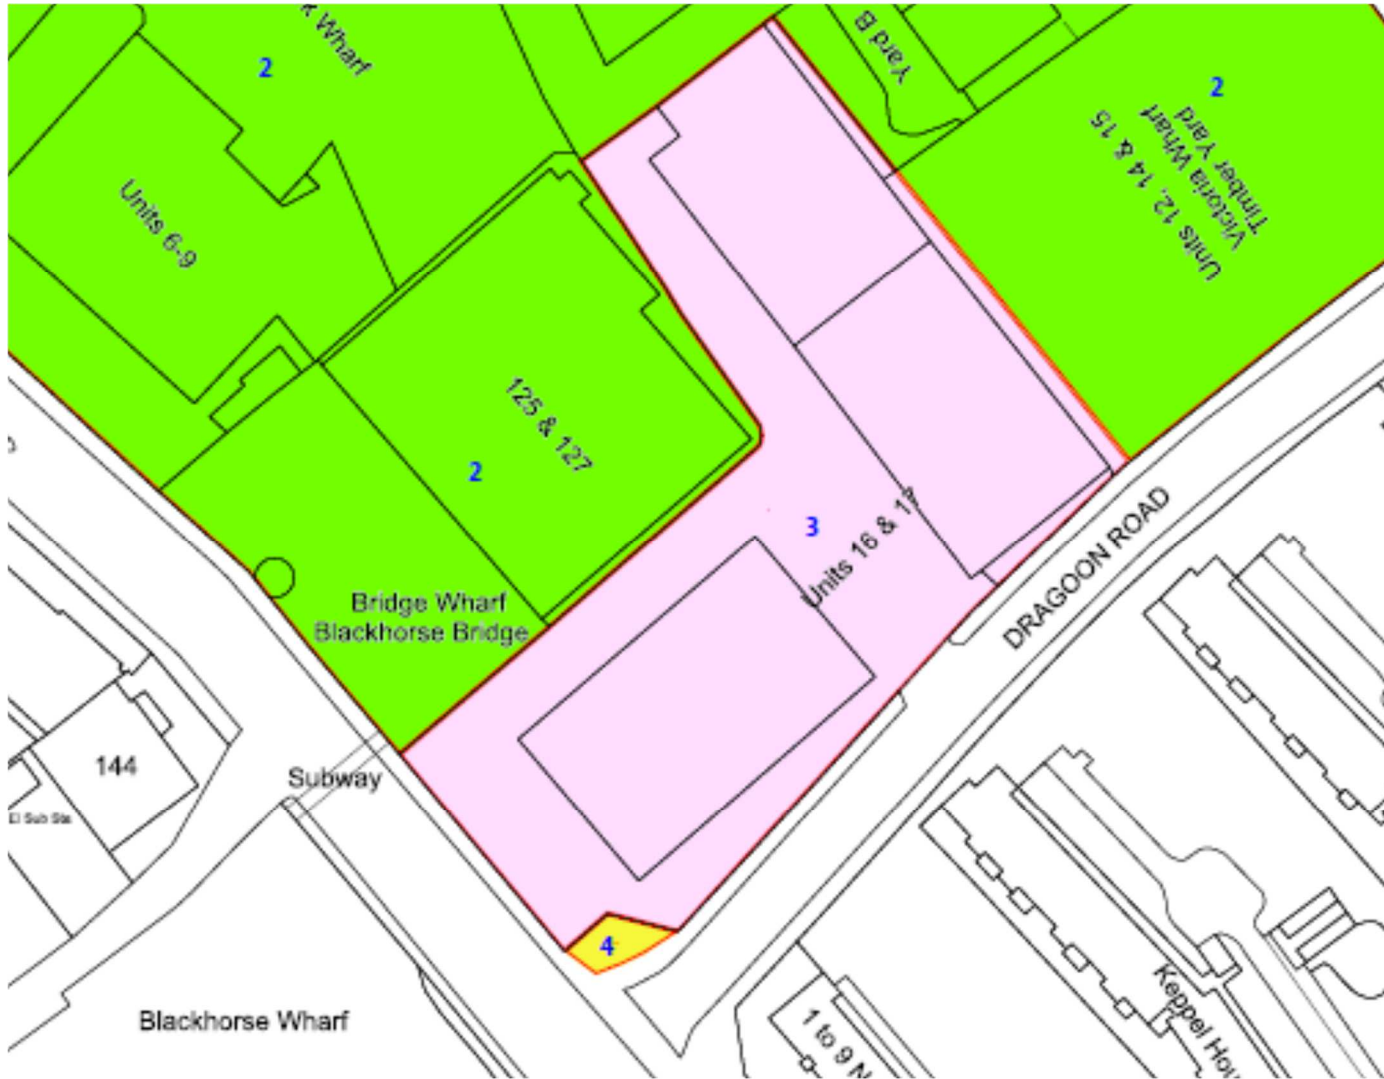 k Wharf
2
Yard B
2
Units 12, 14 & 15
Victoria Wharf
Timber Yard
Units 6-9
125 & 127
2
3
Units 16 & 17
DRAGOON ROAD
Bridge Wharf
Blackhorse Bridge
144
Subway
El Sub Sta
4
Blackhorse Wharf
1 to 9 N
Keppel Hou